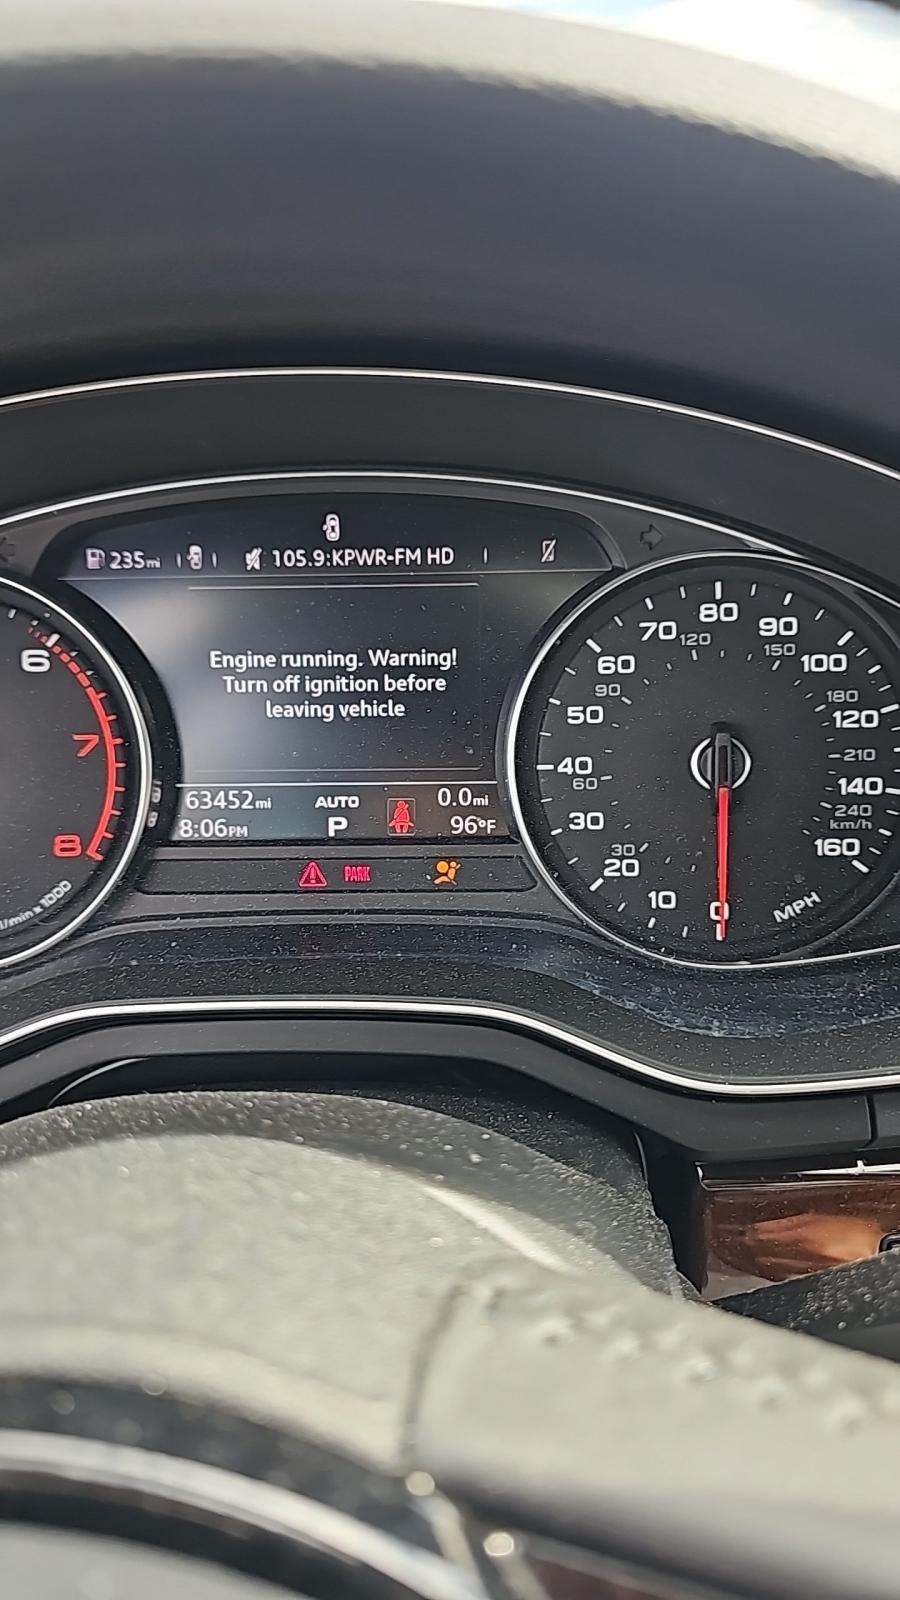 235mi
105.9:KPWR-FM HD
Engine running. Warning!
Turn off ignition before
leaving vehicle
63452mi
AUTO
0.0mi
8:06PM
P
96°F
PARK
6
7
8
0
10
20
30
40
50
60
70
80
90
100
120
140
160
MPH
30
60
90
120
150
180
210
240
km/h